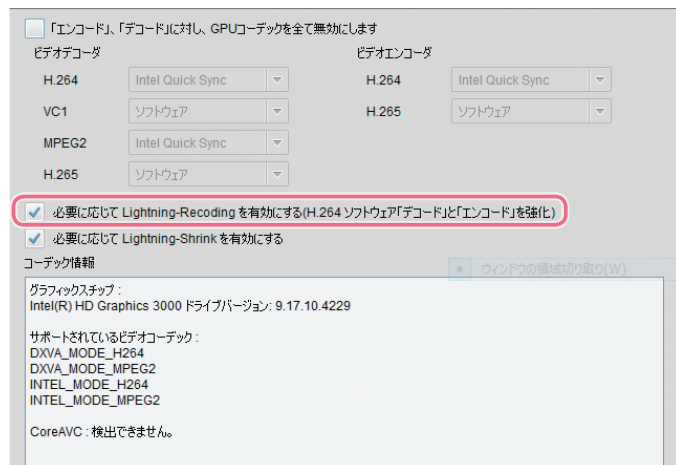 「エンコード」、「デコード」に対し、GPUコーデックを全て無効にします
ビデオデコーダ ビデオエンコーダ
H.264 Intel Quick Sync H.264 Intel Quick Sync
VC1 ソフトウェア H.265 ソフトウェア
MPEG2 Intel Quick Sync
H.265 ソフトウェア
必要に応じて Lightning-Recoding を有効にする(H.264 ソフトウェア「デコード」と「エンコード」を強化)
必要に応じて Lightning-Shrink を有効にする
コーデック情報
ウィンドウの領域切り取り(W)
グラフィックスチップ :
Intel(R) HD Graphics 3000 ドライブバージョン: 9.17.10.4229
サポートされているビデオコーデック :
DXVA_MODE_H264
DXVA_MODE_MPEG2
INTEL_MODE_H264
INTEL_MODE_MPEG2
CoreAVC : 検出できません。